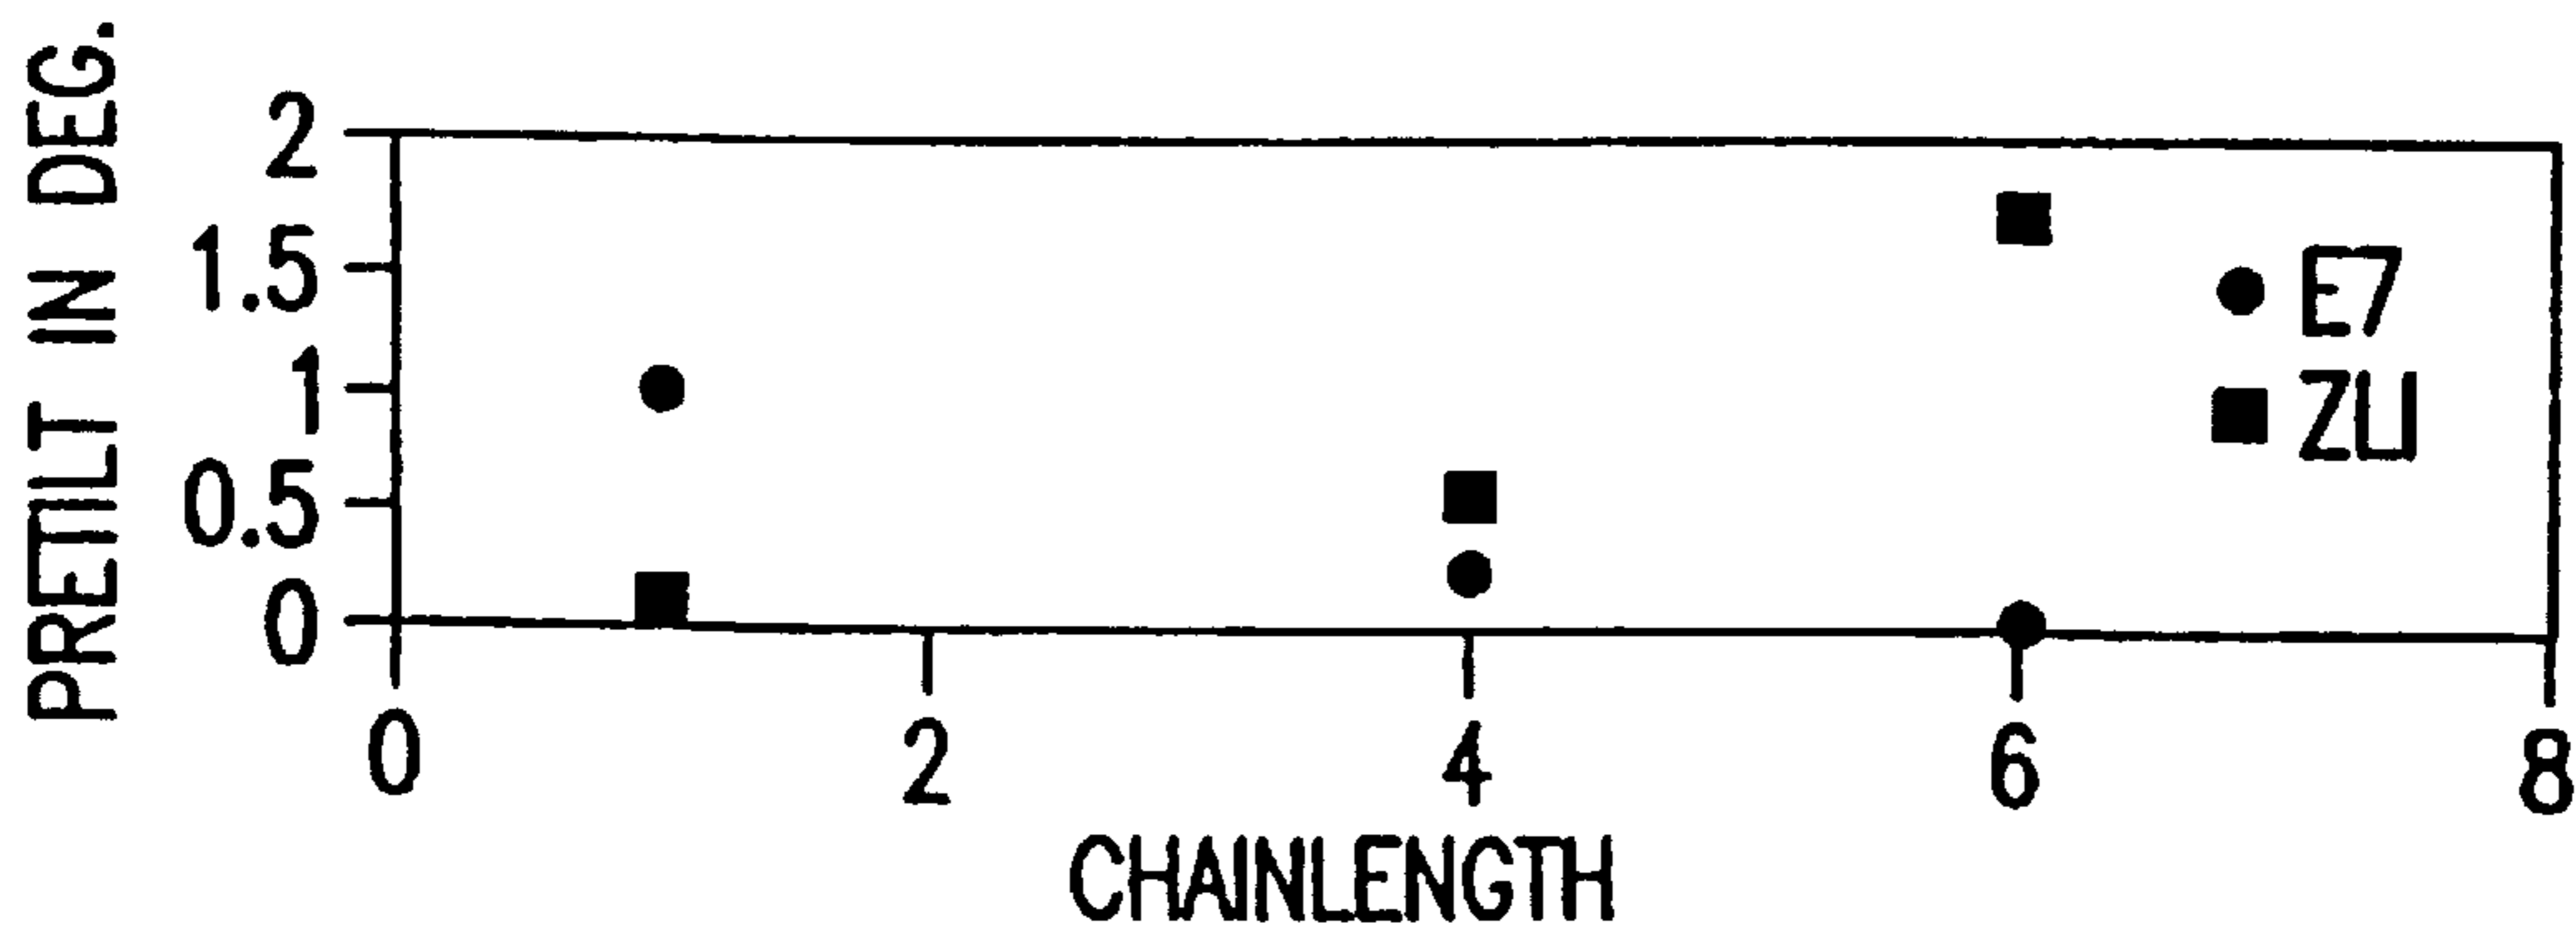 PRETILT IN DEG.
2
1.5
1
0.5
0
E7
ZLI
0 2 4 6 8
CHAINLENGTH